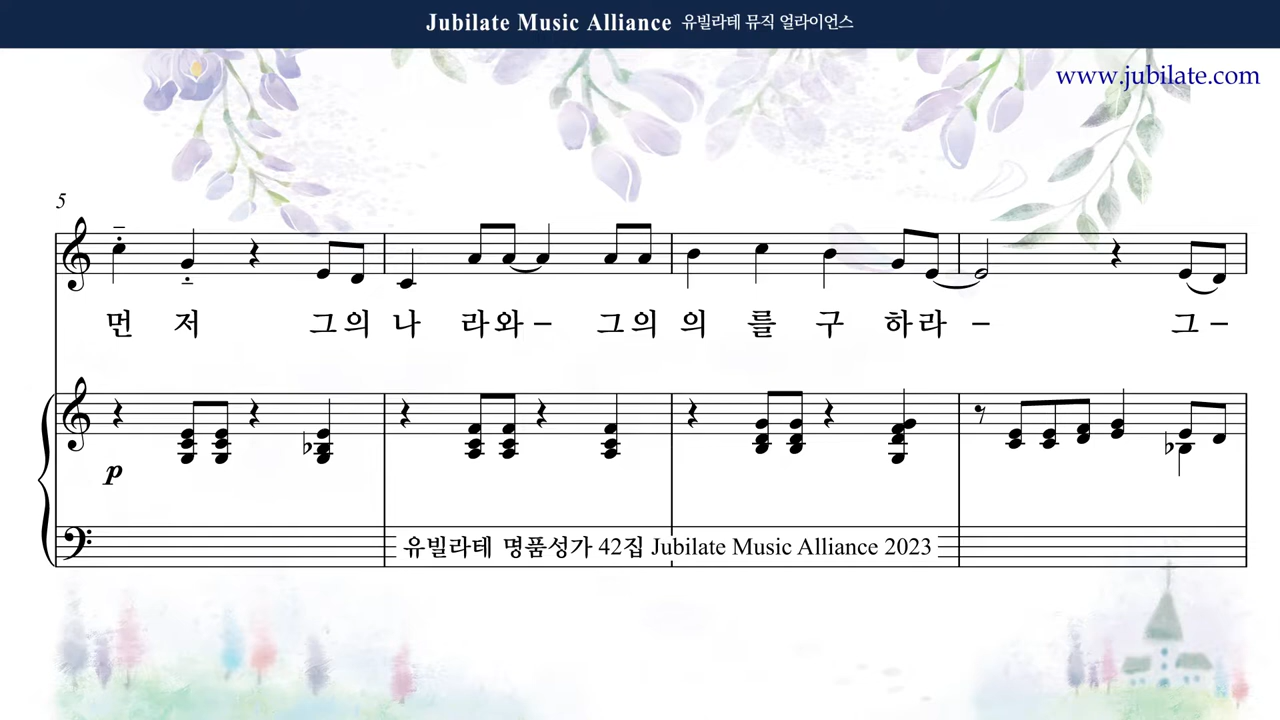 Jubilate Music Alliance 유빌라테 뮤직 얼라이언스
www.jubilate.com
5
먼 저 그의 나 라와 – 그의 의 를 구 하라 – 그 –
p
유빌라테 명품성가 42집 Jubilate Music Alliance 2023